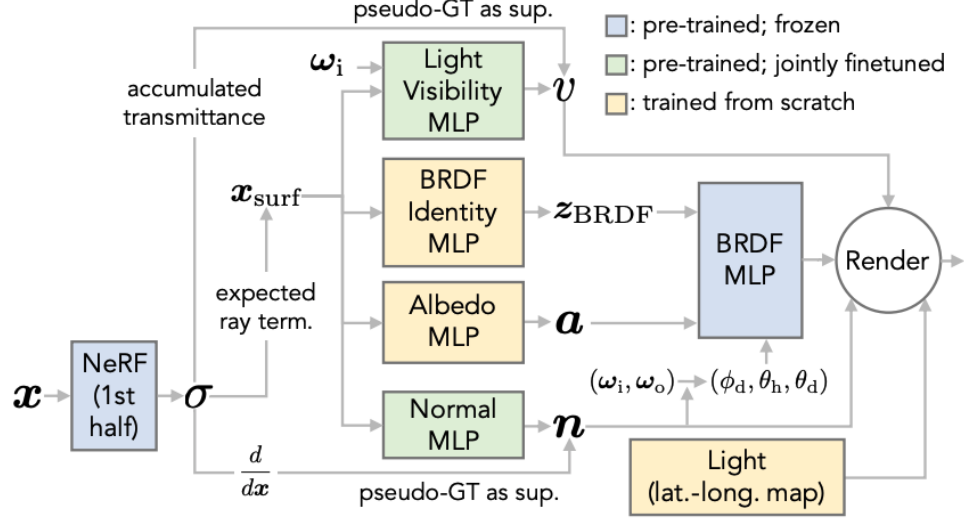 pseudo-GT as sup.
: pre-trained; frozen
: pre-trained; jointly finetuned
: trained from scratch
accumulated
transmittance
ωi
Light
Visibility
MLP
v
xsurf
BRDF
Identity
MLP
zBRDF
BRDF
MLP
Render
expected
ray term.
Albedo
MLP
a
x
NeRF
(1st
half)
σ
(ωi, ωo)
(ϕd, θh, θd)
Normal
MLP
n
d
dx
pseudo-GT as sup.
Light
(lat.-long. map)